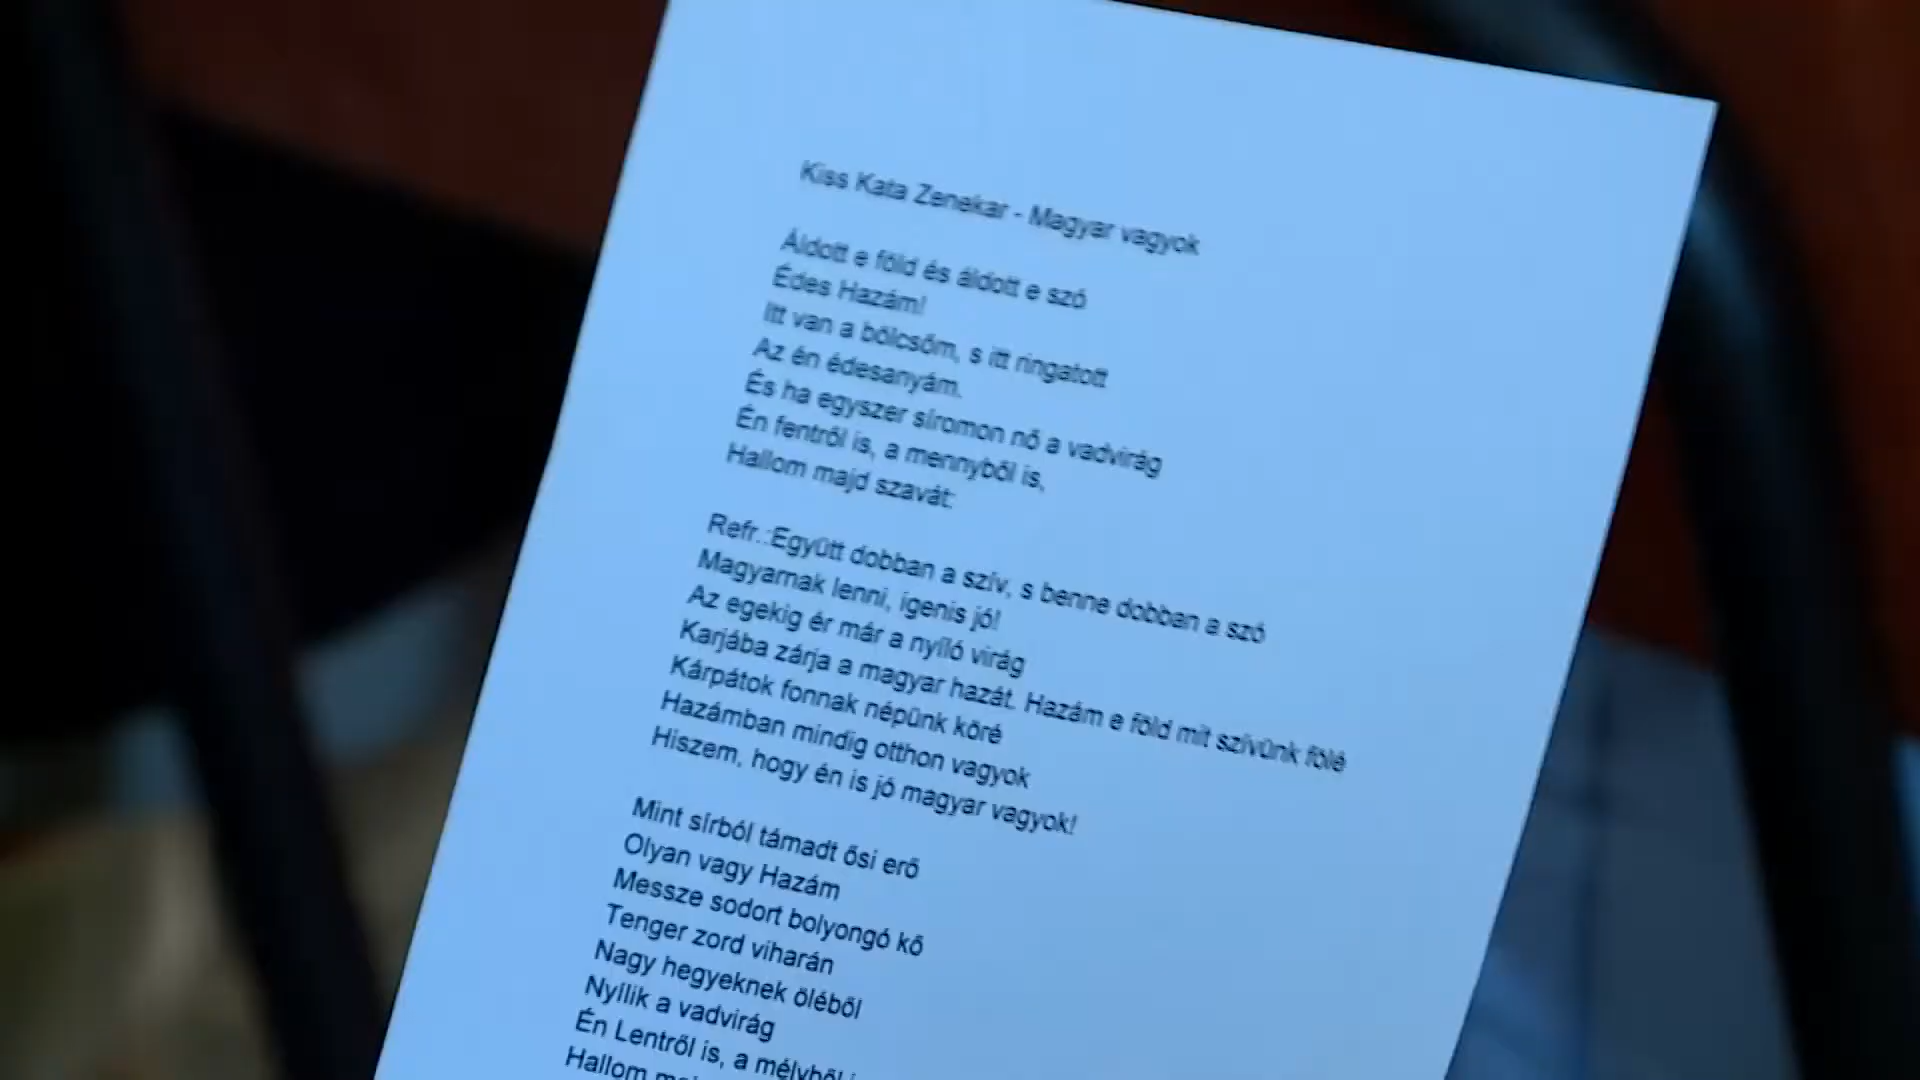 Kiss Kata Zenekar - Magyar vagyok
Áldott e föld és áldott e szó
Édes Hazám!
Itt van a bölcsőm, s itt ringatott
Az én édesanyám.
És ha egyszer síromon nő a vadvirág
Én fentről is, a mennyből is,
Hallom majd szavát:
Refr.:Együtt dobban a szív, s benne dobban a szó
Magyarnak lenni, igenis jó!
Az egekig ér már a nyíló virág
Karjába zárja a magyar hazát. Hazám e föld mit szívünk fölé
Kárpátok fonnak népünk köré
Hazámban mindig otthon vagyok
Hiszem, hogy én is jó magyar vagyok!
Mint sírból támadt ősi erő
Olyan vagy Hazám
Messze sodort bolyongó kő
Tenger zord viharán
Nagy hegyeknek öléből
Nyílik a vadvirág
Én Lentről is, a mélyből
Hallom